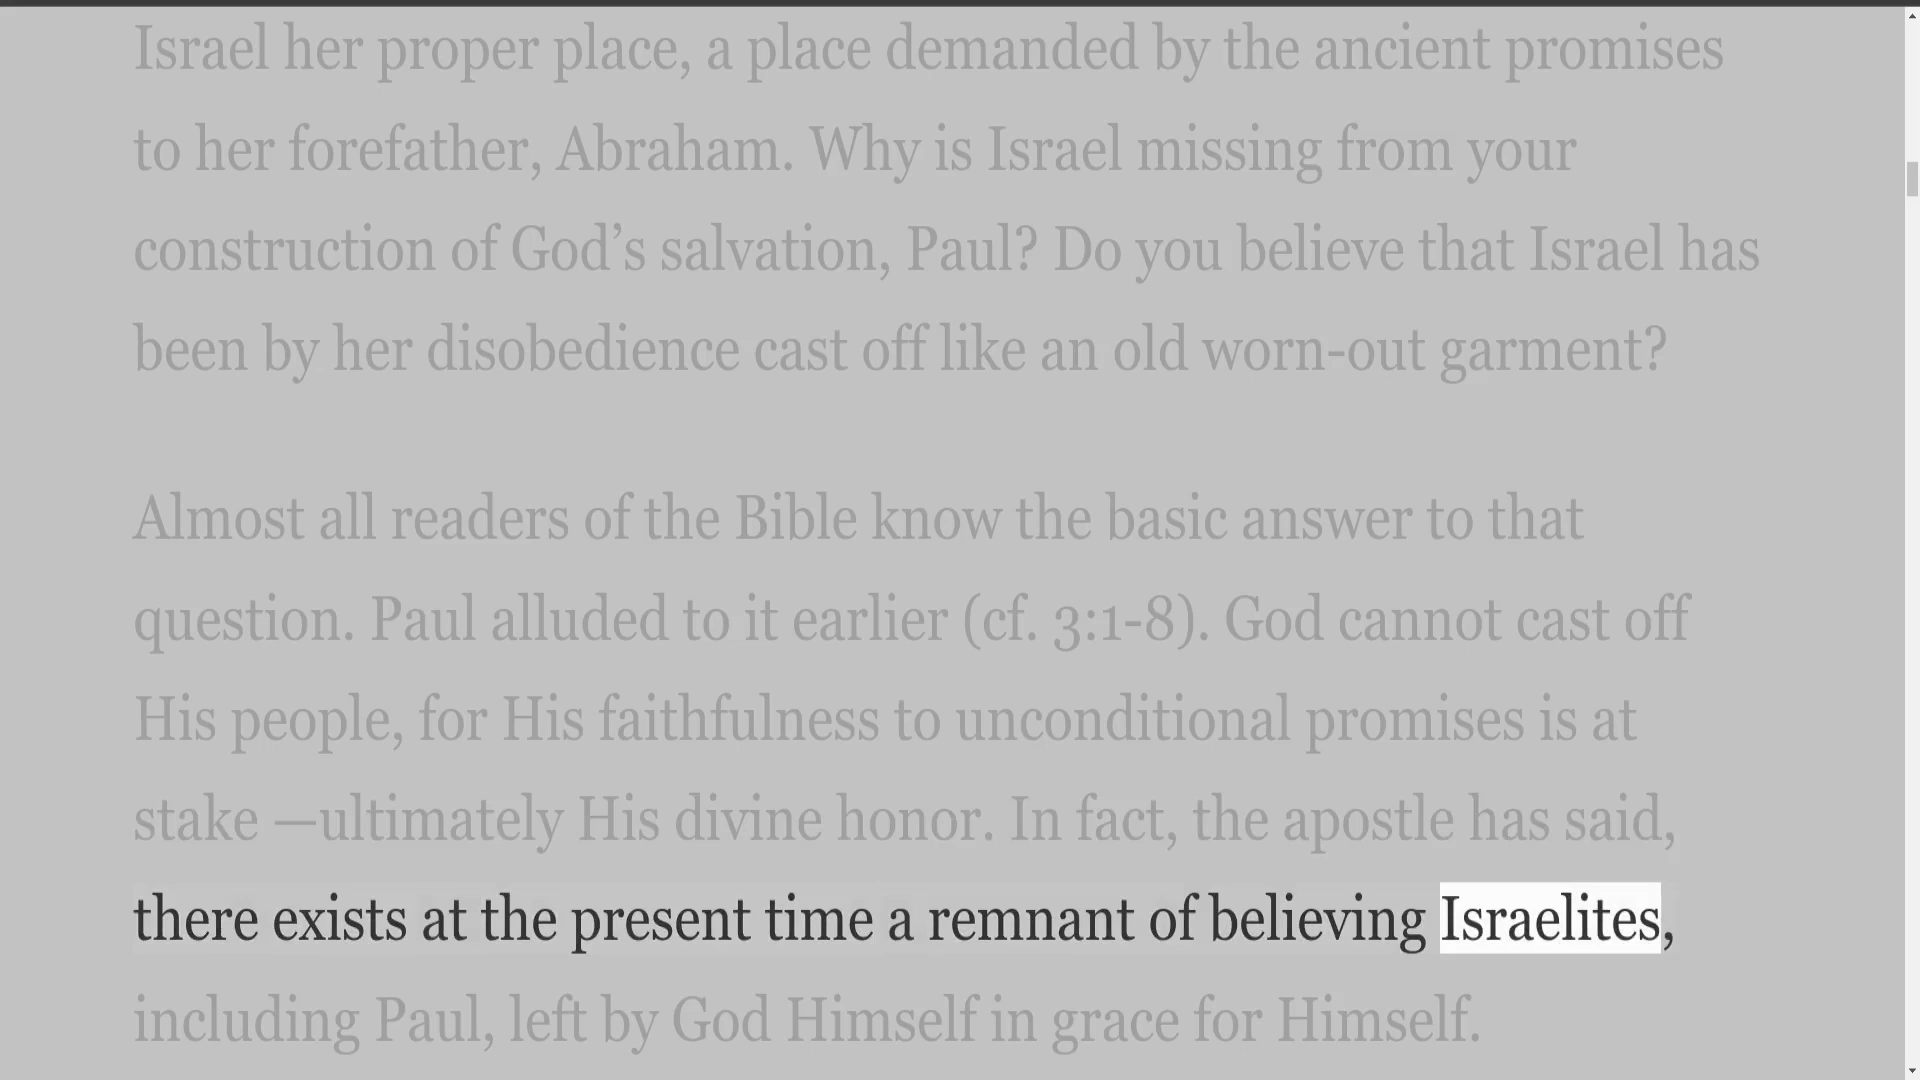 Israel her proper place, a place demanded by the ancient promises
to her forefather, Abraham. Why is Israel missing from your
construction of God’s salvation, Paul? Do you believe that Israel has
been by her disobedience cast off like an old worn-out garment?
Almost all readers of the Bible know the basic answer to that
question. Paul alluded to it earlier (cf. 3:1-8). God cannot cast off
His people, for His faithfulness to unconditional promises is at
stake —ultimately His divine honor. In fact, the apostle has said,
there exists at the present time a remnant of believing Israelites,
including Paul, left by God Himself in grace for Himself.